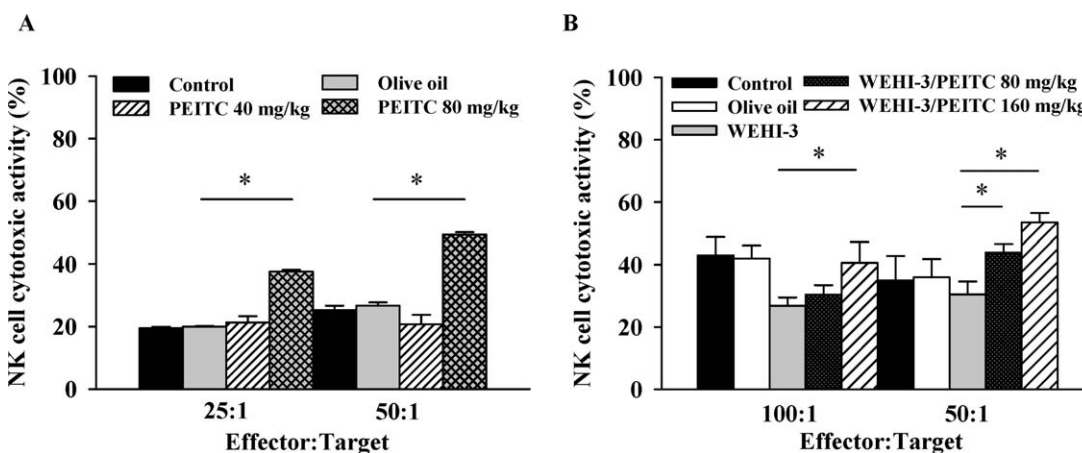 A
NK cell cytotoxic activity (%)
100
80
60
40
20
0
Control
Olive oil
PEITC 40 mg/kg
PEITC 80 mg/kg
*
*
25:1
50:1
Effector:Target
B
NK cell cytotoxic activity (%)
100
80
60
40
20
0
Control
WEHI-3/PEITC 80 mg/kg
Olive oil
WEHI-3/PEITC 160 mg/kg
WEHI-3
*
*
*
100:1
50:1
Effector:Target